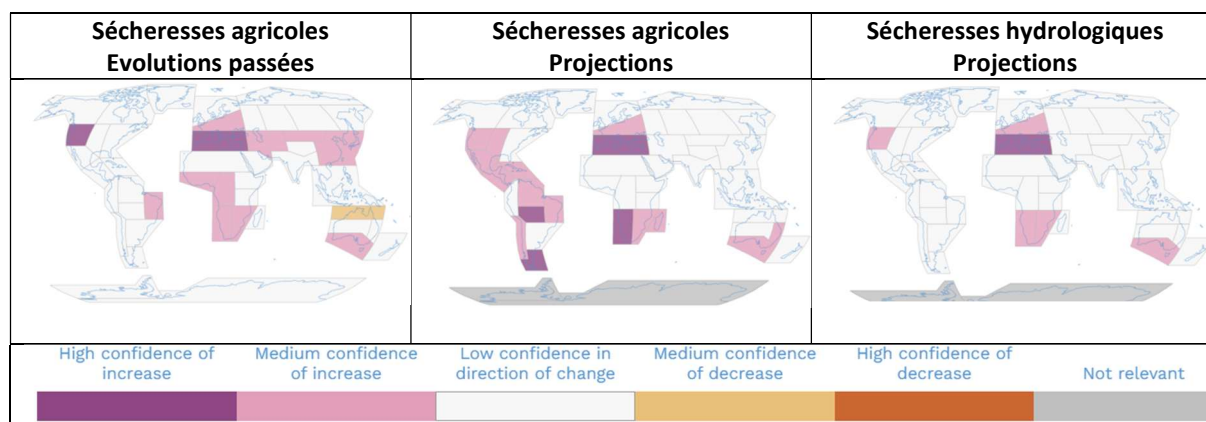 Sécheresses agricoles
Evolutions passées
Sécheresses agricoles
Projections
Sécheresses hydrologiques
Projections
High confidence of
increase
Medium confidence
of increase
Low confidence in
direction of change
Medium confidence
of decrease
High confidence of
decrease
Not relevant